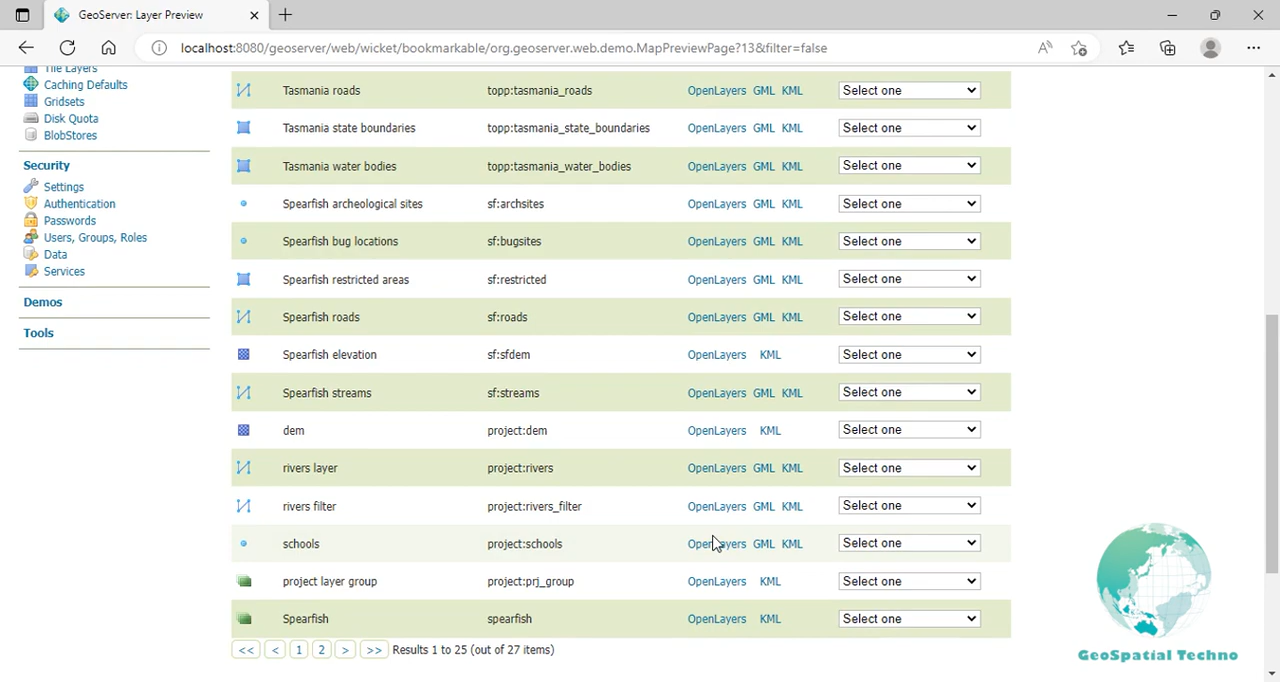 GeoServer: Layer Preview
localhost:8080/geoserver/web/wicket/bookmarkable/org.geoserver.web.demo.MapPreviewPage?13&filter=false
Tile Layers
Caching Defaults
Gridsets
Disk Quota
BlobStores
Security
Settings
Authentication
Passwords
Users, Groups, Roles
Data
Services
Demos
Tools
Tasmania roads topp:tasmania_roads OpenLayers GML KML Select one
Tasmania state boundaries topp:tasmania_state_boundaries OpenLayers GML KML Select one
Tasmania water bodies topp:tasmania_water_bodies OpenLayers GML KML Select one
Spearfish archeological sites sf:archsites OpenLayers GML KML Select one
Spearfish bug locations sf:bugsites OpenLayers GML KML Select one
Spearfish restricted areas sf:restricted OpenLayers GML KML Select one
Spearfish roads sf:roads OpenLayers GML KML Select one
Spearfish elevation sf:sfdem OpenLayers KML Select one
Spearfish streams sf:streams OpenLayers GML KML Select one
dem project:dem OpenLayers KML Select one
rivers layer project:rivers OpenLayers GML KML Select one
rivers filter project:rivers_filter OpenLayers GML KML Select one
schools project:schools OpenLayers GML KML Select one
project layer group project:prj_group OpenLayers KML Select one
Spearfish spearfish OpenLayers KML Select one
<< < 1 2 > >> Results 1 to 25 (out of 27 items)
GeoSpatial Techno